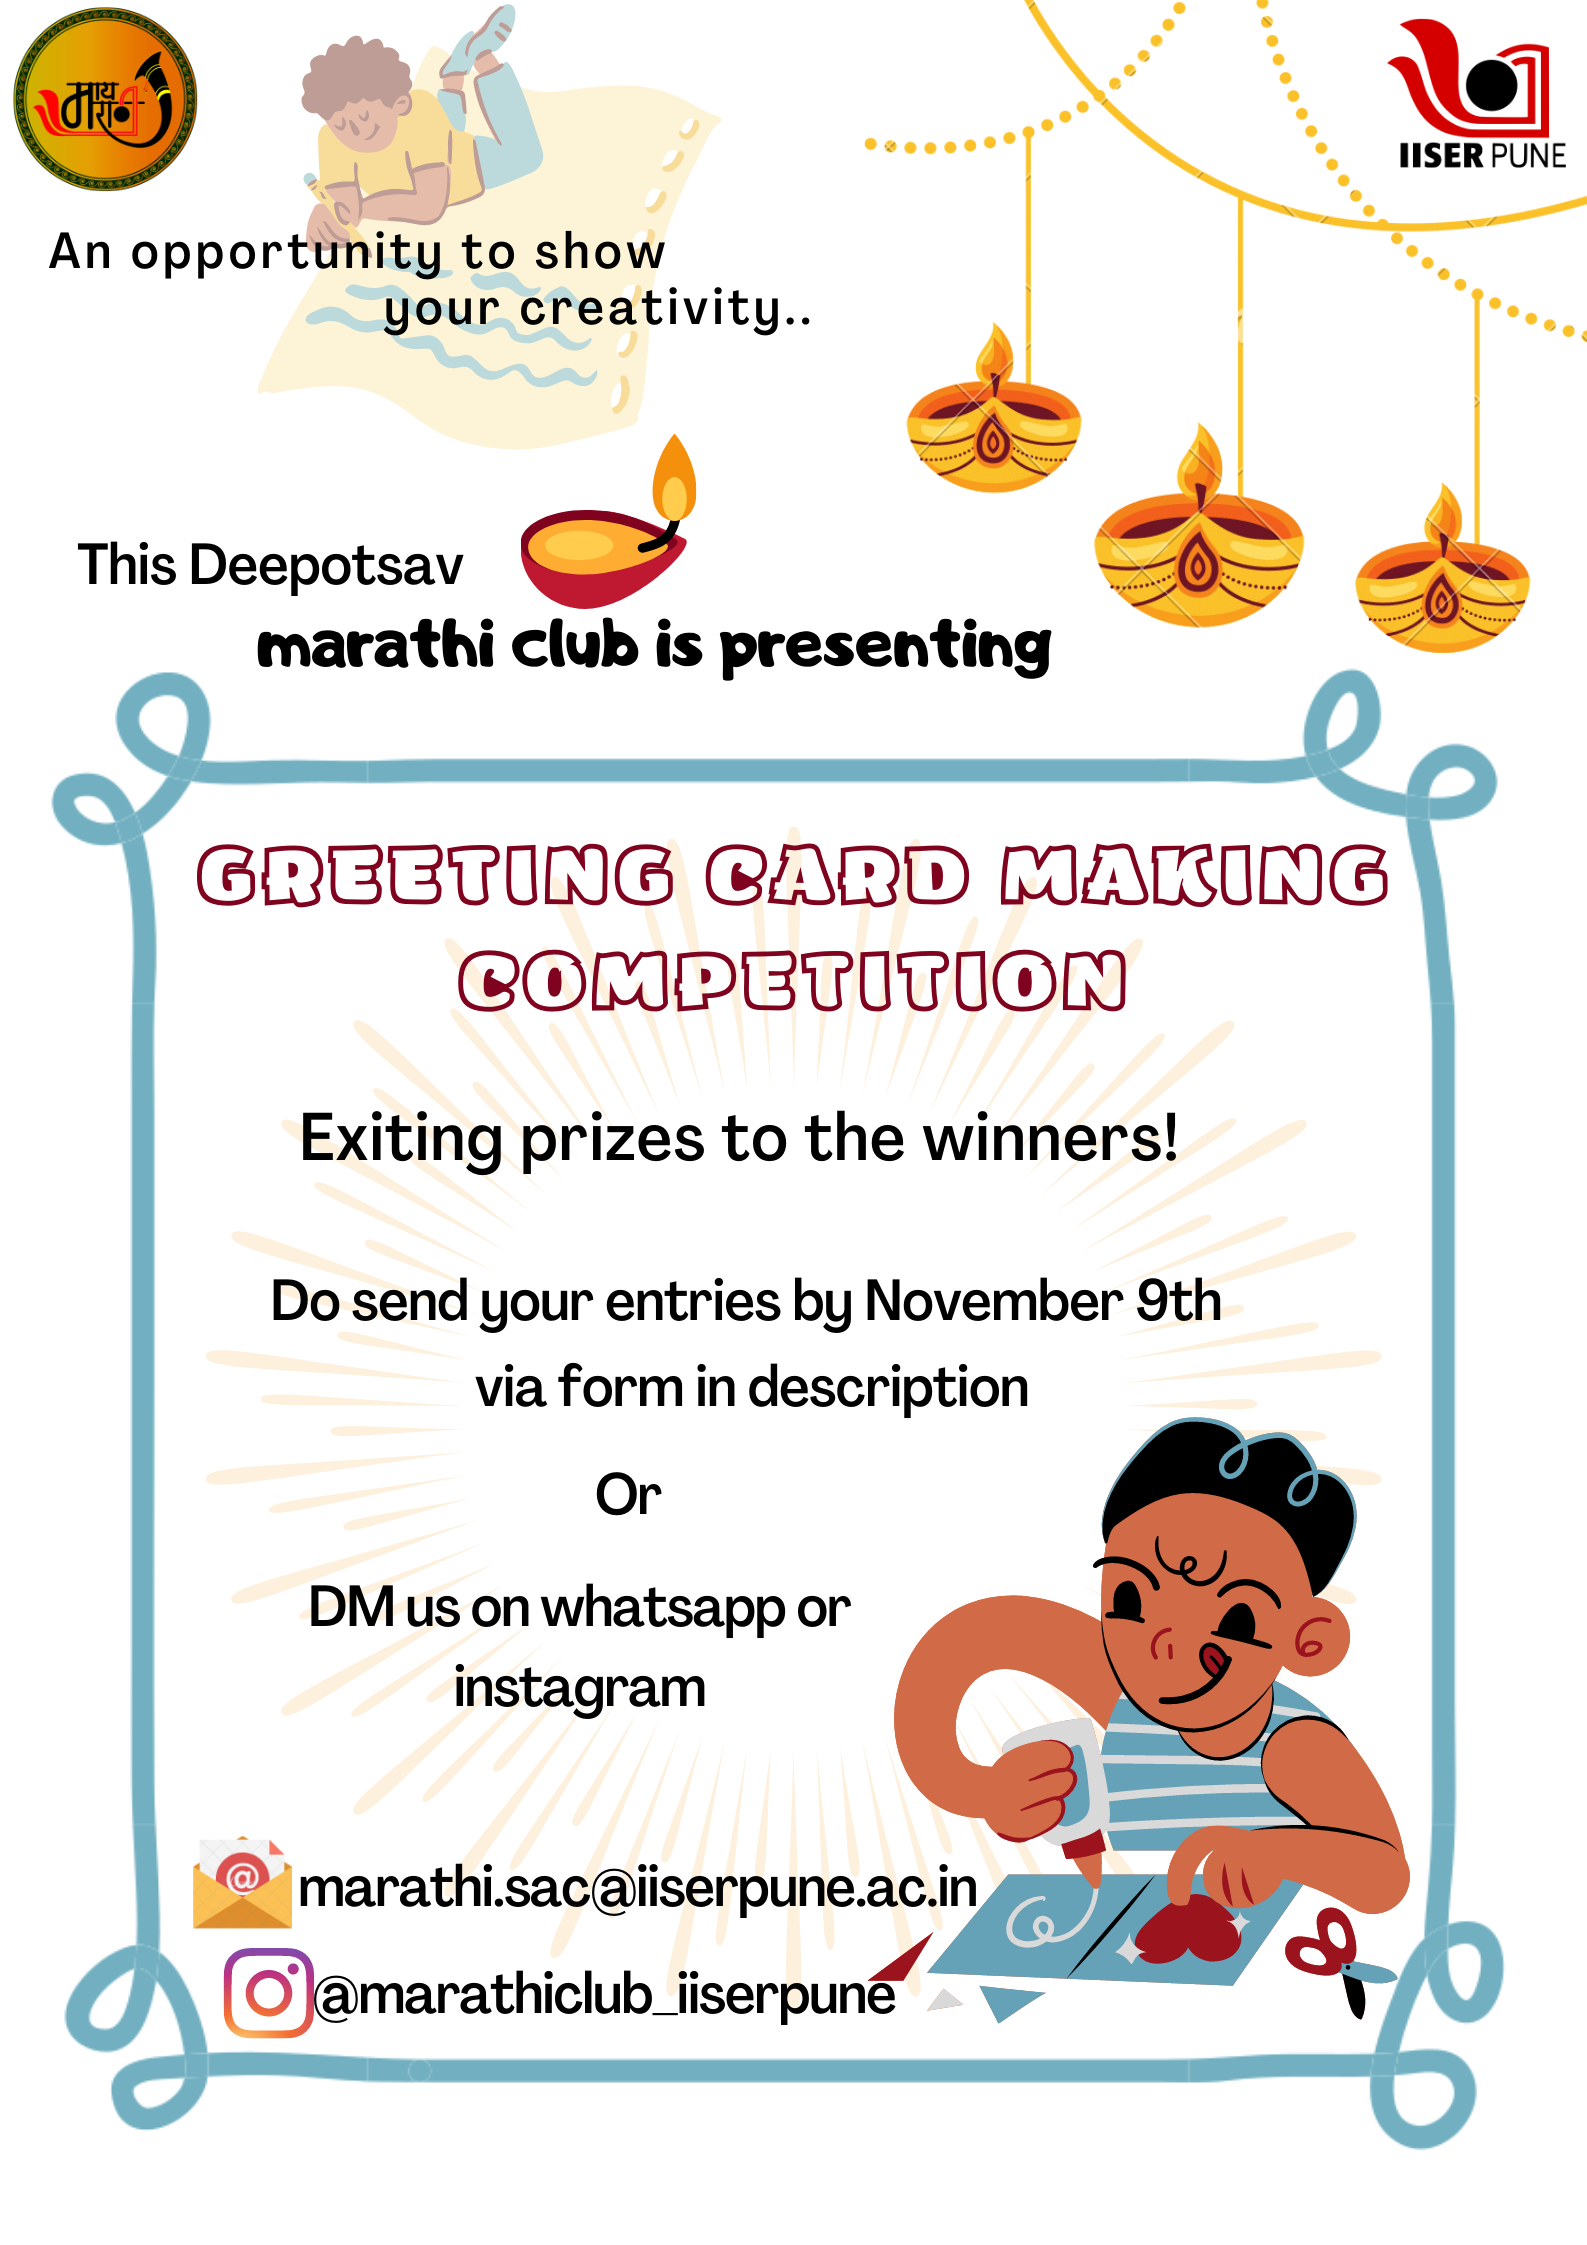 माय
मरा
IISER PUNE
An opportunity to show
your creativity..
This Deepotsav
marathi club is presenting
GREETING CARD MAKING
COMPETITION
Exiting prizes to the winners!
Do send your entries by November 9th
via form in description
Or
DM us on whatsapp or
instagram
@
marathi.sac@iiserpune.ac.in
@marathiclub_iiserpune